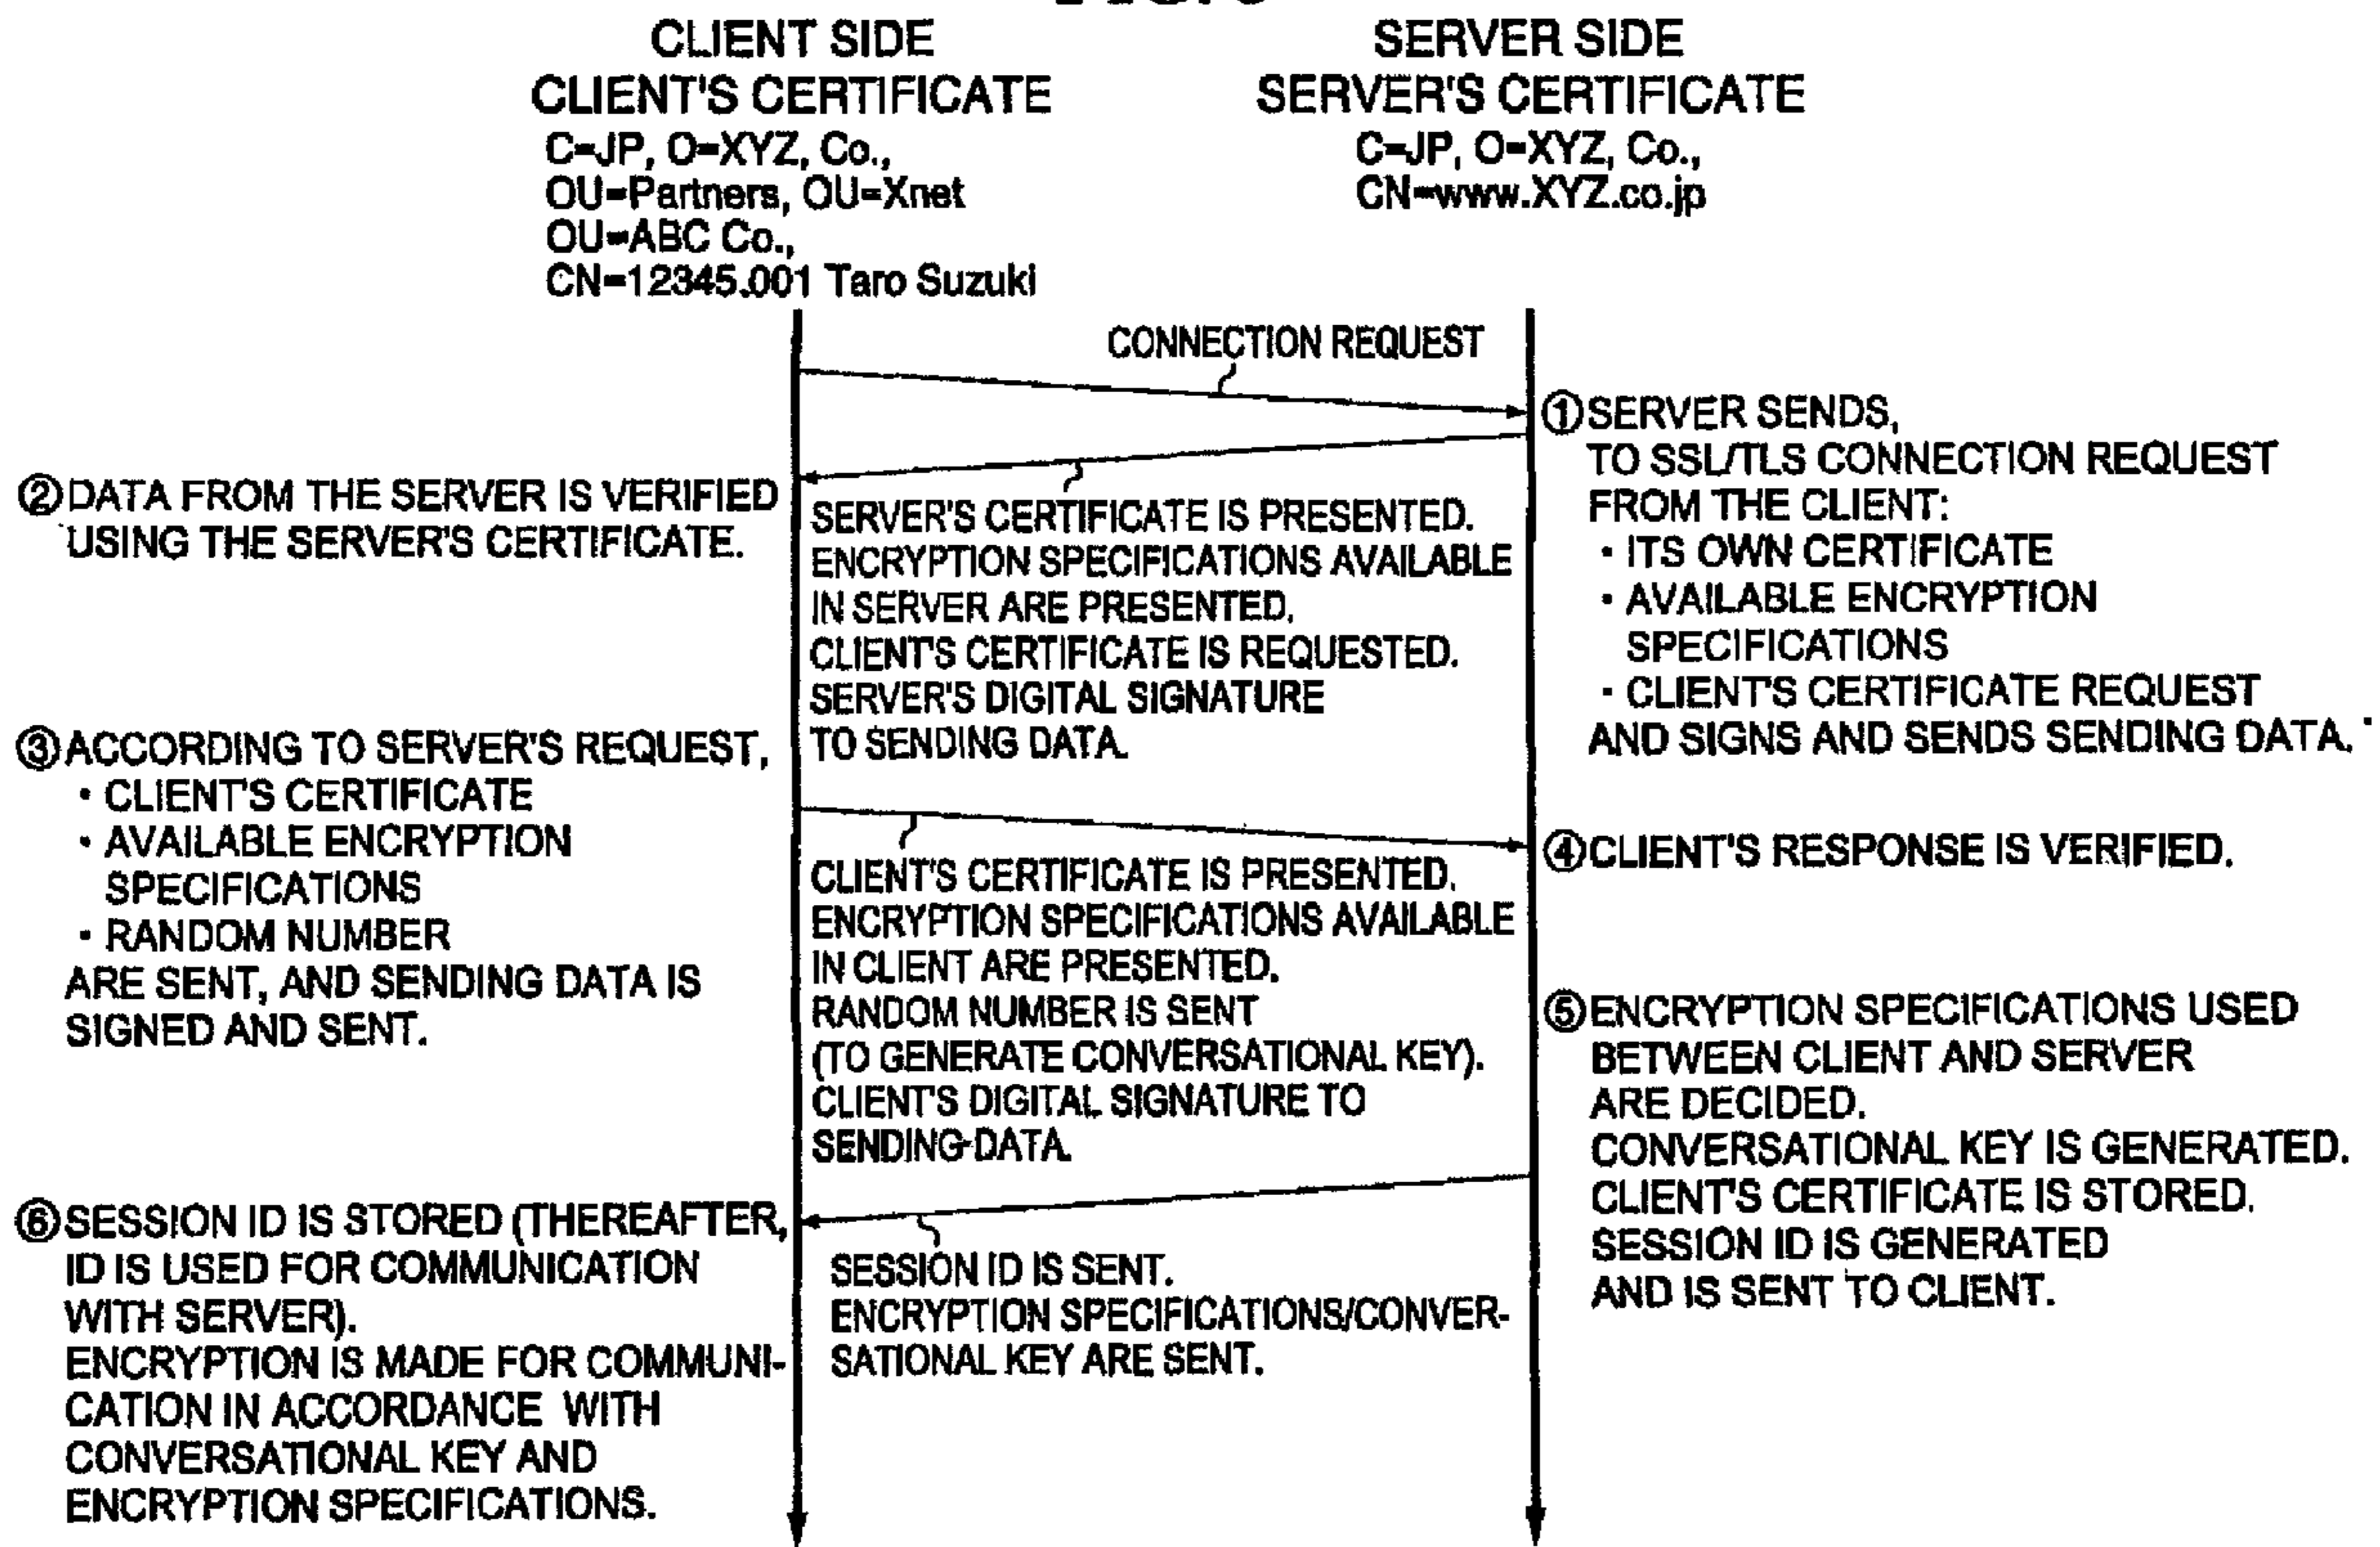 CLIENT SIDE
CLIENT'S CERTIFICATE
C=JP, O=XYZ, Co.,
OU=Partners, OU=Xnet
OU=ABC Co.,
CN=12345.001 Taro Suzuki
SERVER SIDE
SERVER'S CERTIFICATE
C=JP, O=XYZ, Co.,
CN=www.XYZ.co.jp
CONNECTION REQUEST
①SERVER SENDS,
TO SSL/TLS CONNECTION REQUEST
FROM THE CLIENT:
・ITS OWN CERTIFICATE
・AVAILABLE ENCRYPTION
SPECIFICATIONS
・CLIENT'S CERTIFICATE REQUEST
AND SIGNS AND SENDS SENDING DATA.
②DATA FROM THE SERVER IS VERIFIED
USING THE SERVER'S CERTIFICATE.
SERVER'S CERTIFICATE IS PRESENTED.
ENCRYPTION SPECIFICATIONS AVAILABLE
IN SERVER ARE PRESENTED.
CLIENT'S CERTIFICATE IS REQUESTED.
SERVER'S DIGITAL SIGNATURE
TO SENDING DATA.
③ACCORDING TO SERVER'S REQUEST,
・CLIENT'S CERTIFICATE
・AVAILABLE ENCRYPTION
SPECIFICATIONS
・RANDOM NUMBER
ARE SENT, AND SENDING DATA IS
SIGNED AND SENT.
CLIENT'S CERTIFICATE IS PRESENTED.
ENCRYPTION SPECIFICATIONS AVAILABLE
IN CLIENT ARE PRESENTED.
RANDOM NUMBER IS SENT
(TO GENERATE CONVERSATIONAL KEY).
CLIENT'S DIGITAL SIGNATURE TO
SENDING DATA.
④CLIENT'S RESPONSE IS VERIFIED.
⑤ENCRYPTION SPECIFICATIONS USED
BETWEEN CLIENT AND SERVER
ARE DECIDED.
CONVERSATIONAL KEY IS GENERATED.
CLIENT'S CERTIFICATE IS STORED.
SESSION ID IS GENERATED
AND IS SENT TO CLIENT.
⑥SESSION ID IS STORED (THEREAFTER,
ID IS USED FOR COMMUNICATION
WITH SERVER).
ENCRYPTION IS MADE FOR COMMUNI-
CATION IN ACCORDANCE WITH
CONVERSATIONAL KEY AND
ENCRYPTION SPECIFICATIONS.
SESSION ID IS SENT.
ENCRYPTION SPECIFICATIONS/CONVER-
SATIONAL KEY ARE SENT.